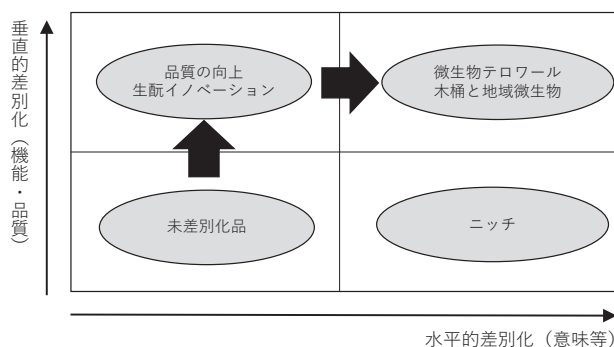 垂直的差別化（機能・品質）
品質の向上
生酛イノベーション
微生物テロワール
木桶と地域微生物
未差別化品
ニッチ
水平的差別化（意味等）